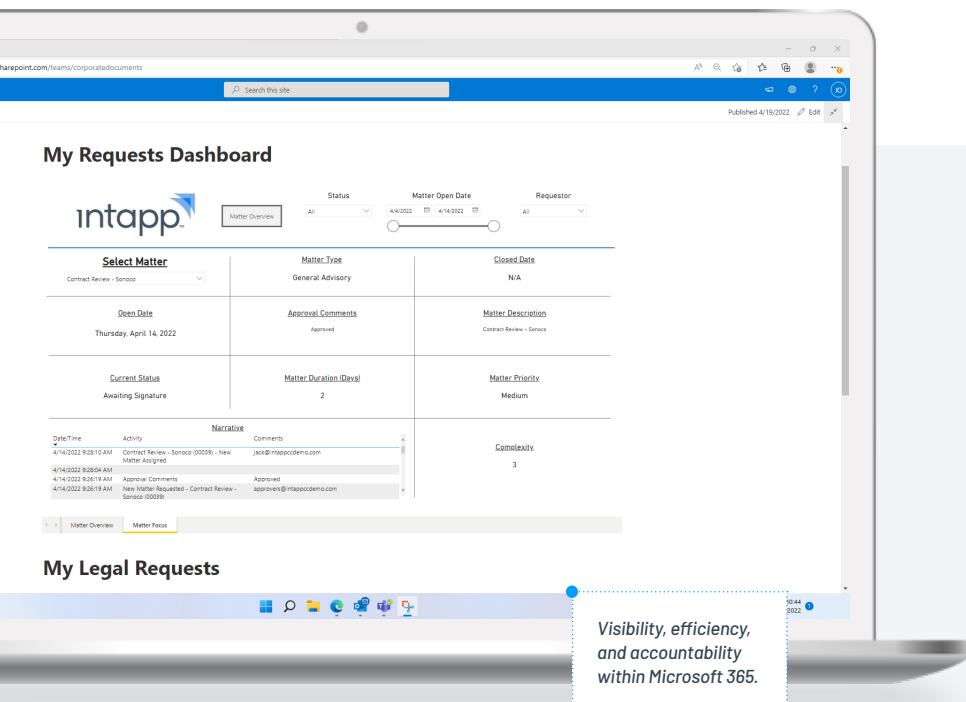 harepoint.com/teams/corporatedocuments
Search this site
JO
Published 4/19/2022 Edit
My Requests Dashboard
intapp
Matter Overview
Status
All
Matter Open Date
4/4/2022 4/14/2022
Requestor
All
Select Matter
Contract Review - Sonoco
Matter Type
General Advisory
Closed Date
N/A
Open Date
Thursday, April 14, 2022
Approval Comments
Approved
Matter Description
Contract Review - Sonoco
Current Status
Awaiting Signature
Matter Duration (Days)
2
Matter Priority
Medium
Narrative
Date/Time Activity Comments
4/14/2022 9:28:10 AM Contract Review - Sonoco (00039) - New jack@intappccdemo.com
Matter Assigned
4/14/2022 9:28:04 AM
4/14/2022 9:26:19 AM Approval Comments Approved
4/14/2022 9:26:19 AM New Matter Requested - Contract Review - approvers@intappccdemo.com
Sonoco (00039)
Complexity
3
Matter Overview Matter Focus
My Legal Requests
0:44
2022
1
Visibility, efficiency,
and accountability
within Microsoft 365.